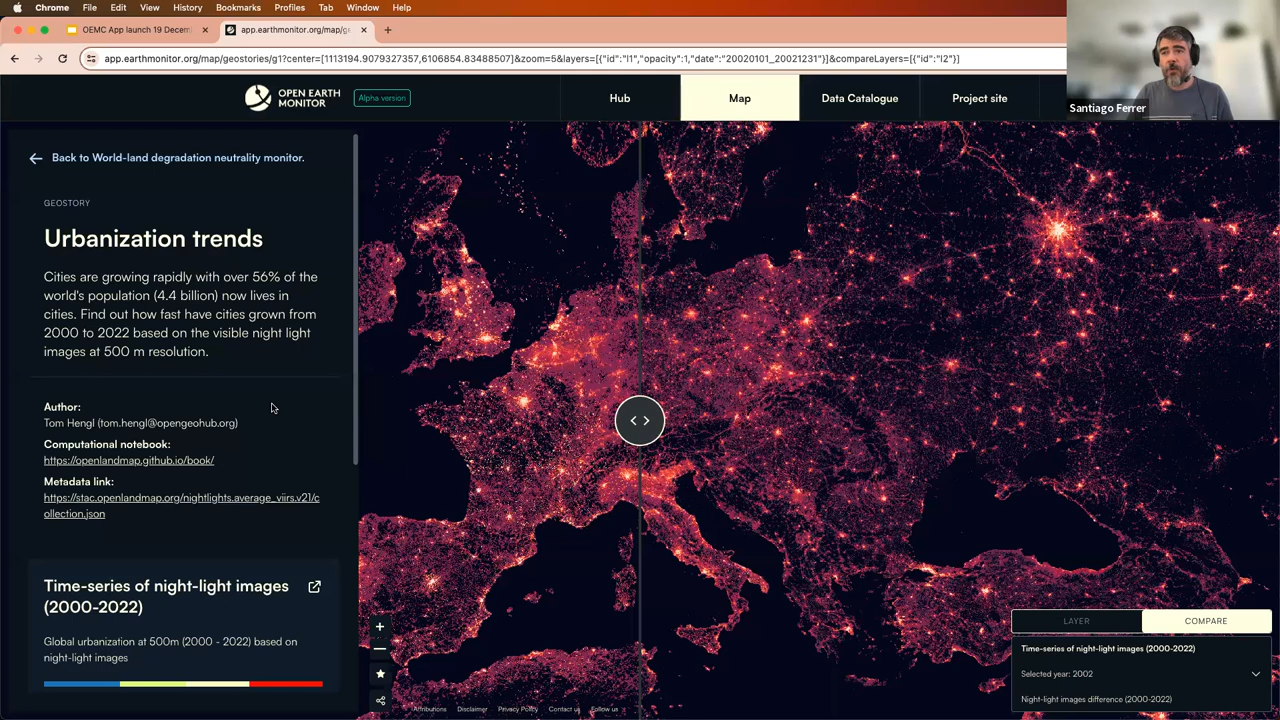 Chrome File Edit View History Bookmarks Profiles Tab Window Help
OEMC App launch 19 Decem
app.earthmonitor.org/map/ge
app.earthmonitor.org/map/geostories/g1?center=[1113194.9079327357,6106854.83488507]&zoom=5&layers=[{"id":"l1","opacity":1,"date":"20020101_20021231"}]&compareLayers=[{"id":"l2"}]
OPEN EARTH
MONITOR
Alpha version
Hub
Map
Data Catalogue
Project site
Santiago Ferrer
Back to World-land degradation neutrality monitor.
GEOSTORY
Urbanization trends
Cities are growing rapidly with over 56% of the
world's population (4.4 billion) now lives in
cities. Find out how fast have cities grown from
2000 to 2022 based on the visible night light
images at 500 m resolution.
Author:
Tom Hengl (tom.hengl@opengeohub.org)
Computational notebook:
https://openlandmap.github.io/book/
Metadata link:
https://stac.openlandmap.org/nightlights.average_viirs.v21/c
ollection.json
Time-series of night-light images
(2000-2022)
Global urbanization at 500m (2000 - 2022) based on
night-light images
LAYER
COMPARE
Time-series of night-light images (2000-2022)
Selected year: 2002
Night-light images difference (2000-2022)
Disclaimer Privacy Policy Contact us Follow us